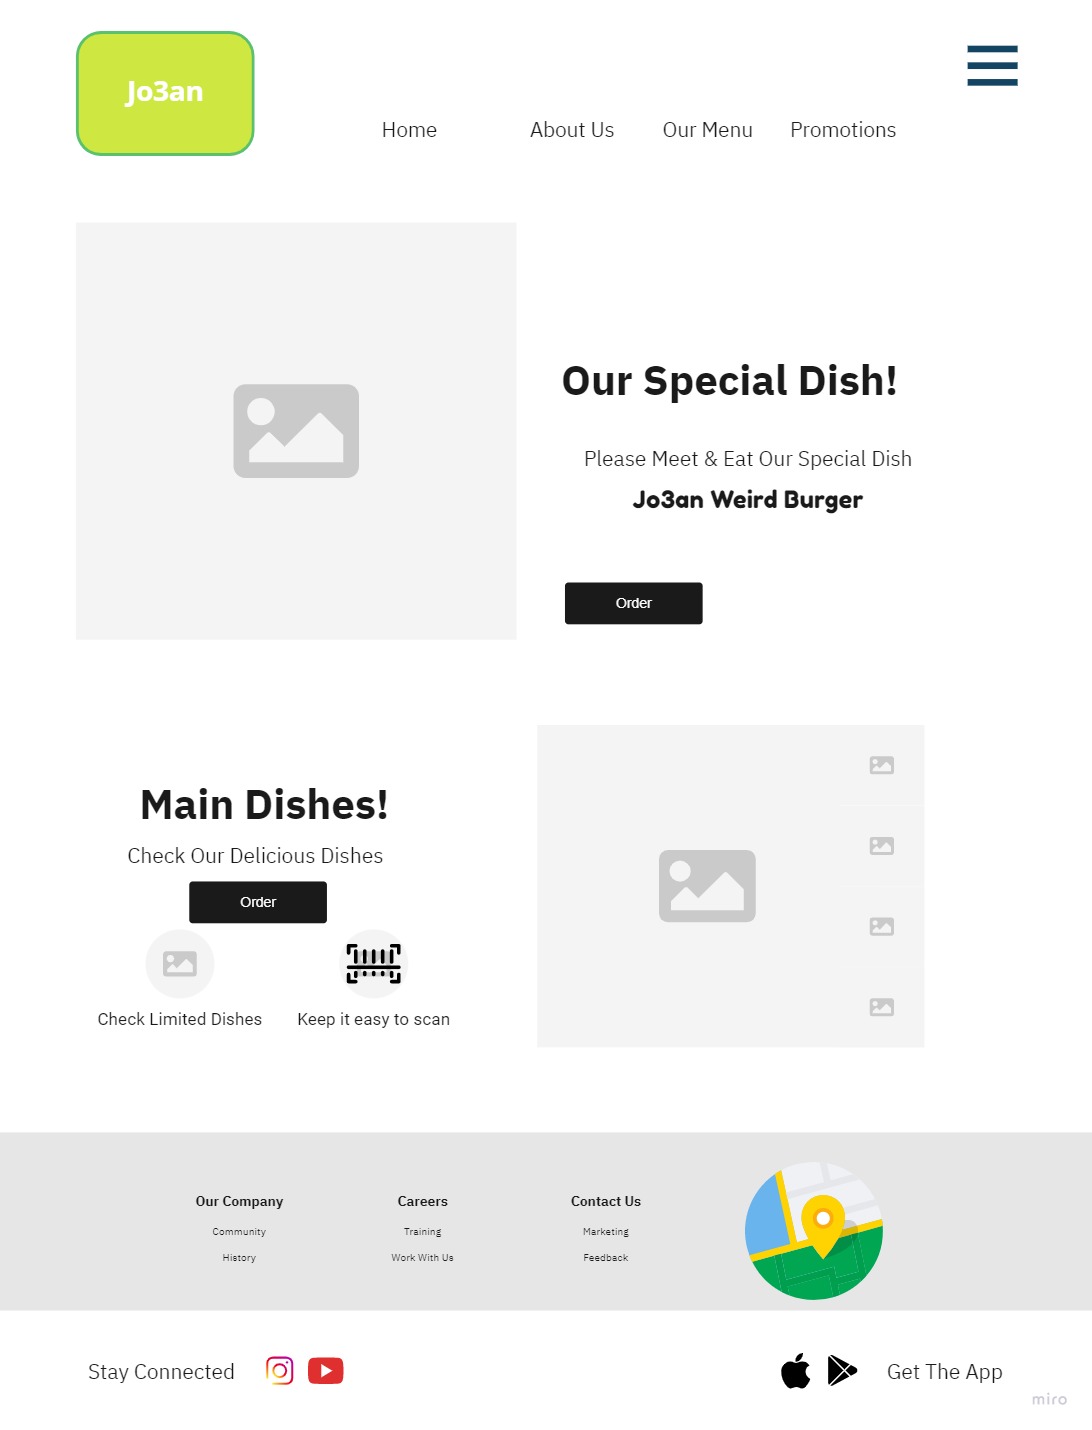 Jo3an
Home
About Us
Our Menu
Promotions
Our Special Dish!
Please Meet & Eat Our Special Dish
Jo3an Weird Burger
Order
Main Dishes!
Check Our Delicious Dishes
Order
Check Limited Dishes
Keep it easy to scan
Our Company
Community
History
Careers
Training
Work With Us
Contact Us
Marketing
Feedback
Stay Connected
Get The App
miro